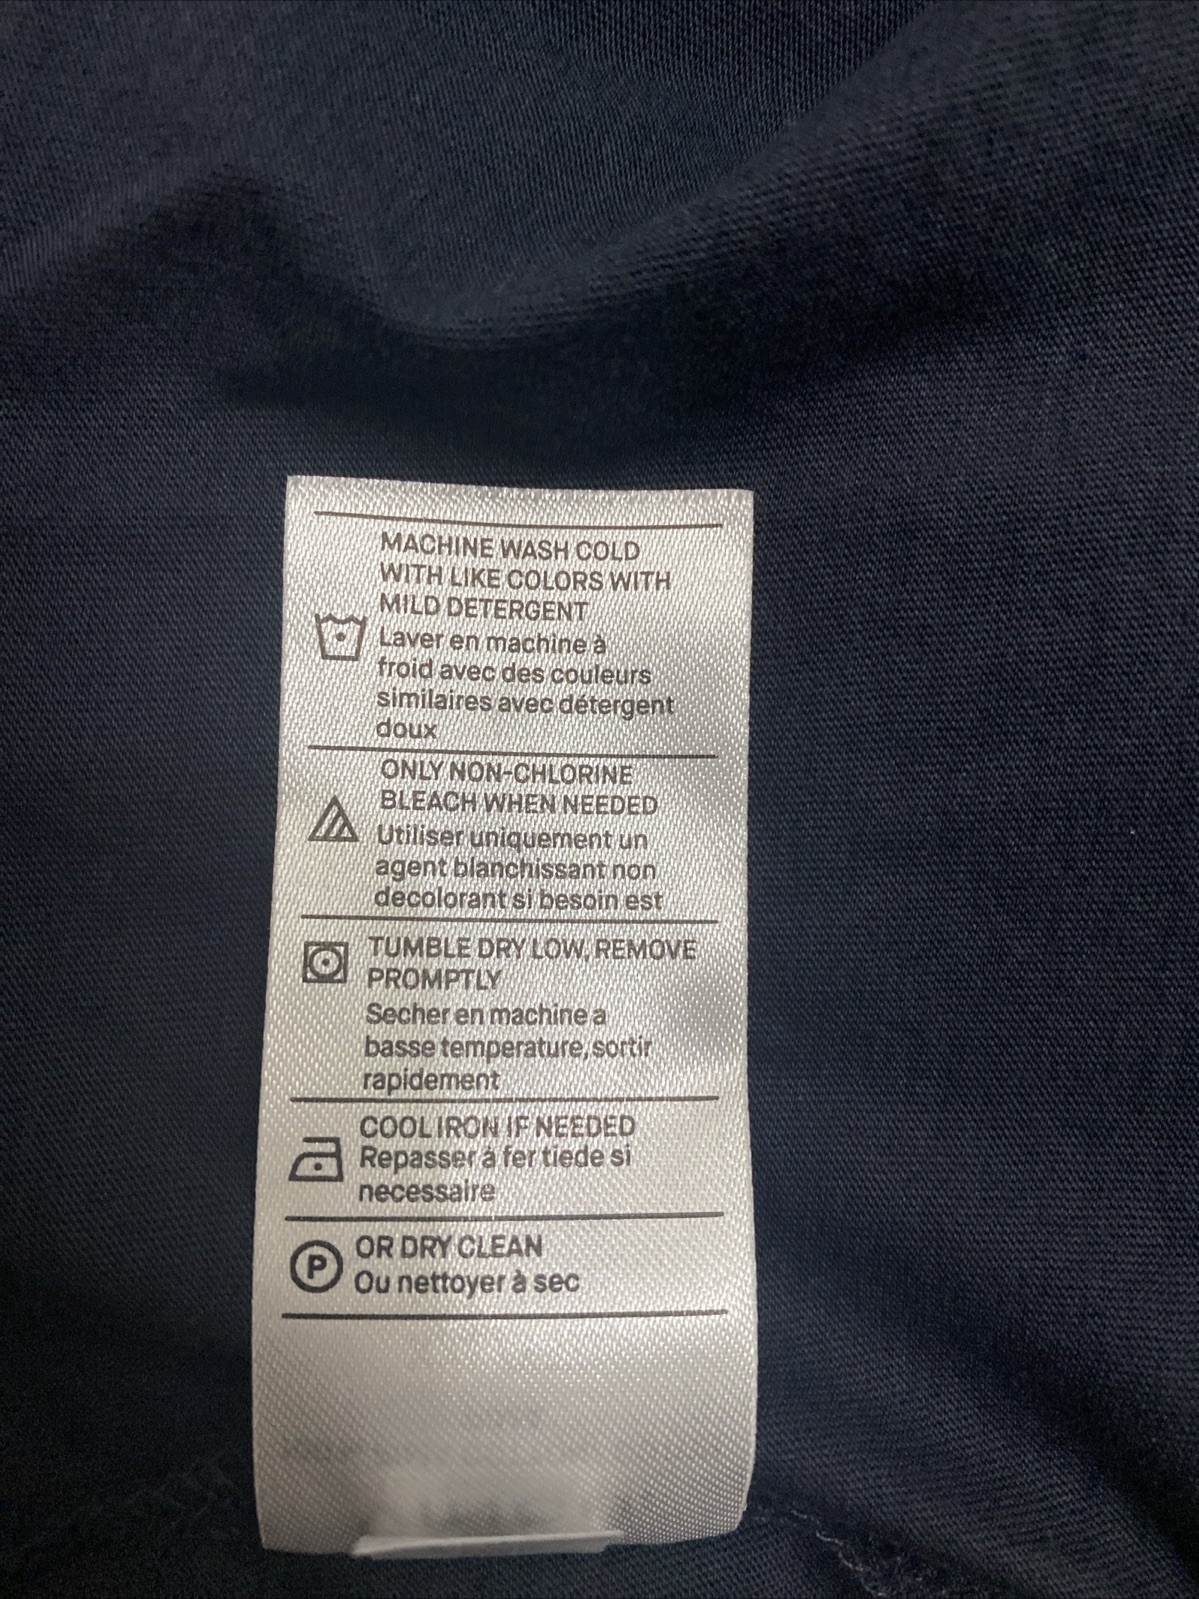 MACHINE WASH COLD
WITH LIKE COLORS WITH
MILD DETERGENT
Laver en machine à
froid avec des couleurs
similaires avec détergent
doux
ONLY NON-CHLORINE
BLEACH WHEN NEEDED
Utiliser uniquement un
agent blanchissant non
decolorant si besoin est
TUMBLE DRY LOW, REMOVE
PROMPTLY
Secher en machine a
basse temperature, sortir
rapidement
COOL IRON IF NEEDED
Repasser à fer tiede si
necessaire
P
OR DRY CLEAN
Ou nettoyer à sec